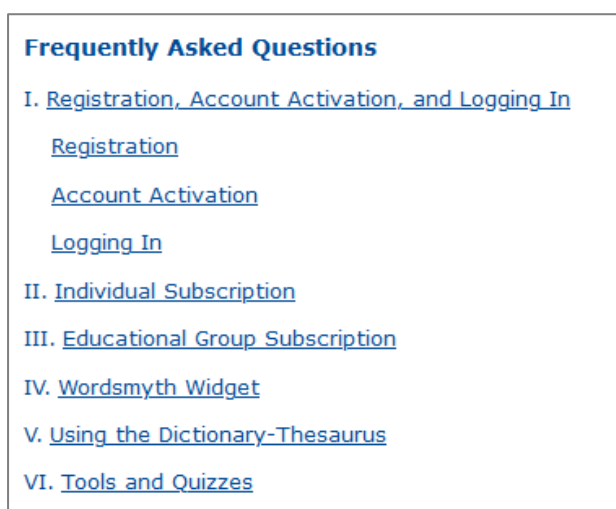 Frequently Asked Questions
I. Registration, Account Activation, and Logging In
Registration
Account Activation
Logging In
II. Individual Subscription
III. Educational Group Subscription
IV. Wordsmyth Widget
V. Using the Dictionary-Thesaurus
VI. Tools and Quizzes